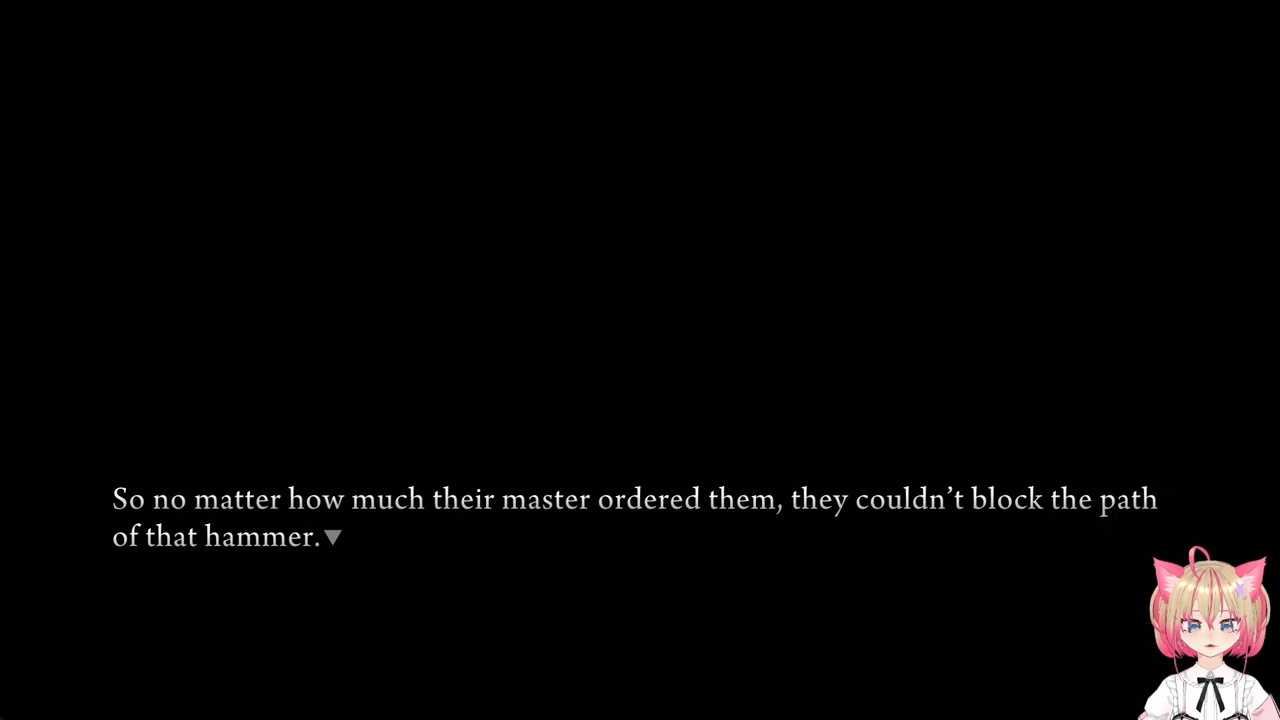 So no matter how much their master ordered them, they couldn’t block the path
of that hammer.